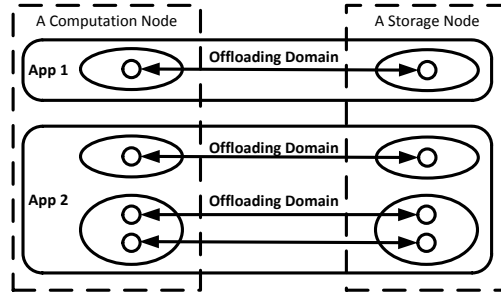 A Computation Node
A Storage Node
App 1
Offloading Domain
Offloading Domain
App 2
Offloading Domain